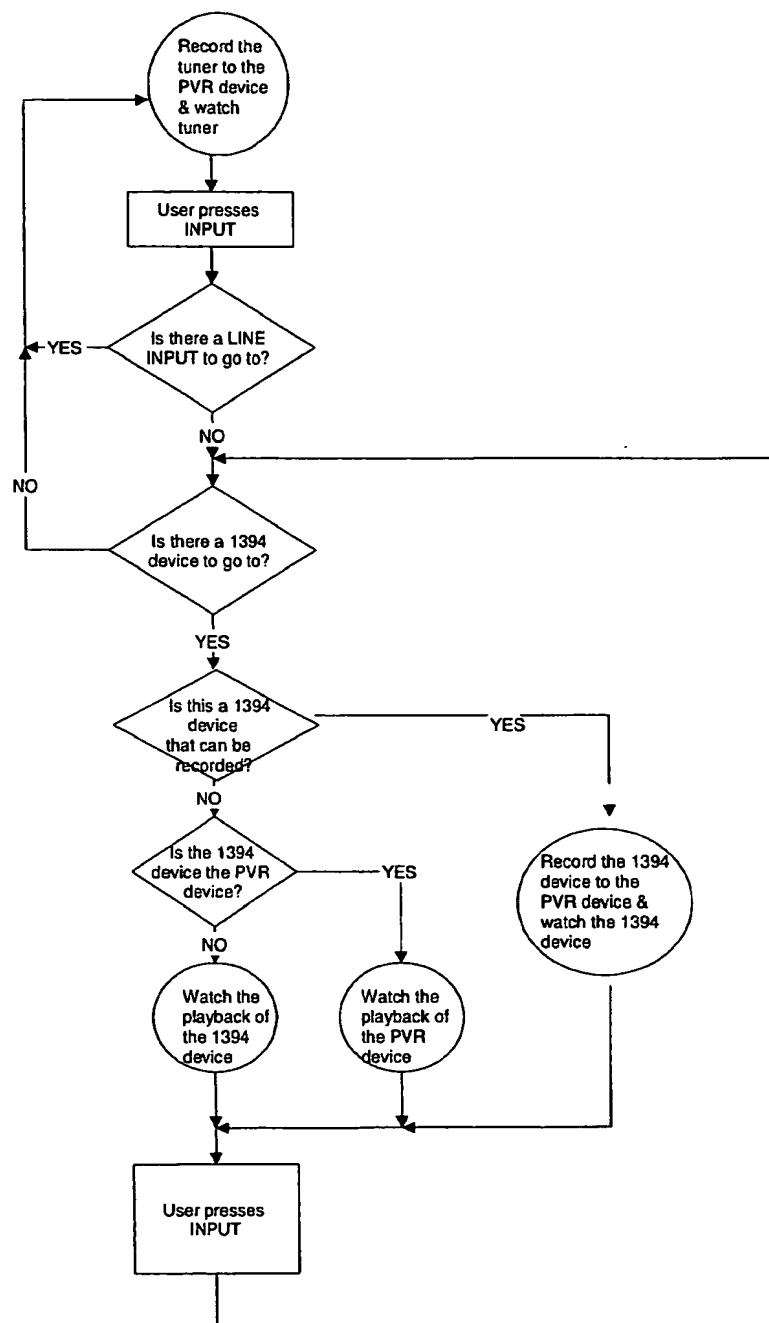 Record the
tuner to the
PVR device
& watch
tuner
User presses
INPUT
Is there a LINE
INPUT to go to?
YES
NO
NO
Is there a 1394
device to go to?
YES
Is this a 1394
device
that can be
recorded?
YES
NO
Is the 1394
device the PVR
device?
YES
Record the 1394
device to the
PVR device &
watch the 1394
device
NO
Watch the
playback of
the 1394
device
Watch the
playback of
the PVR
device
User presses
INPUT